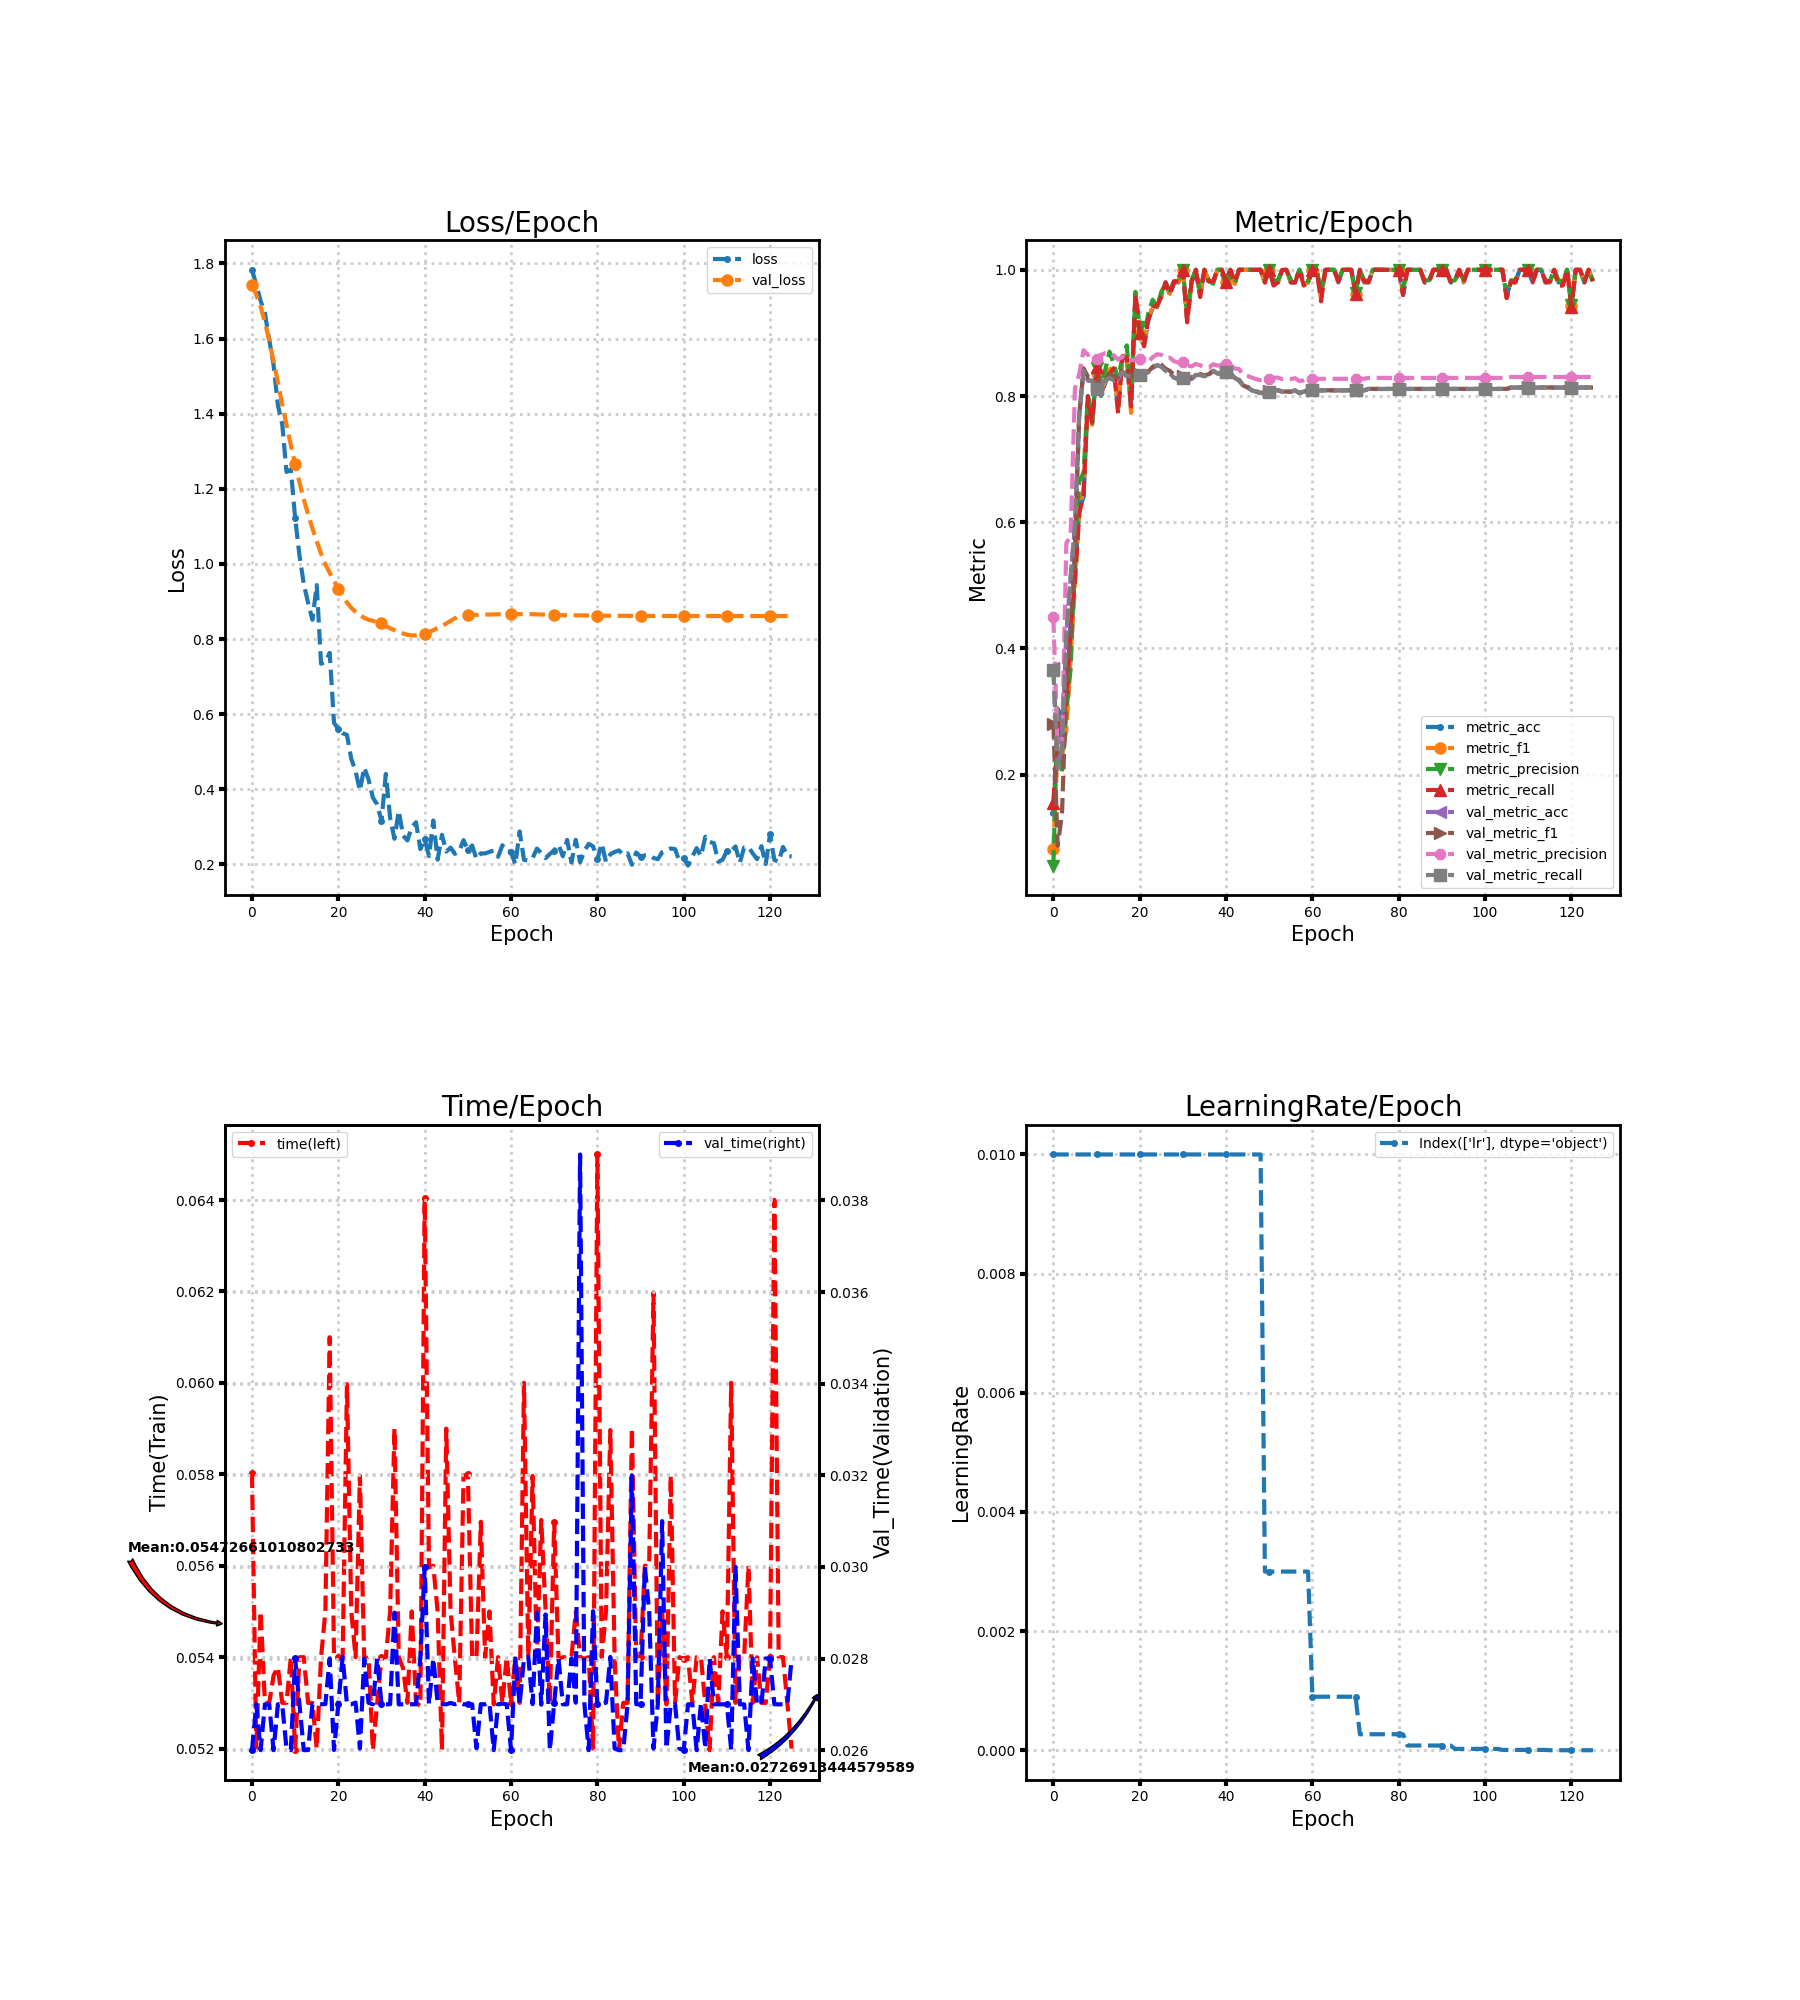 Loss/Epoch
1.8
1.6
1.4
1.2
1.0
0.8
0.6
0.4
0.2
Loss
loss
val_loss
0 20 40 60 80 100 120
Epoch
Metric/Epoch
1.0
0.8
0.6
0.4
0.2
Metric
metric_acc
metric_f1
metric_precision
metric_recall
val_metric_acc
val_metric_f1
val_metric_precision
val_metric_recall
0 20 40 60 80 100 120
Epoch
Time/Epoch
time(left)
val_time(right)
0.064
0.062
0.060
0.058
0.056
0.054
0.052
Time(Train)
Mean:0.05472661010802733
0.038
0.036
0.034
0.032
0.030
0.028
0.026
Val_Time(Validation)
Mean:0.02726913444579589
0 20 40 60 80 100 120
Epoch
LearningRate/Epoch
Index(['lr'], dtype='object')
0.010
0.008
0.006
0.004
0.002
0.000
LearningRate
0 20 40 60 80 100 120
Epoch